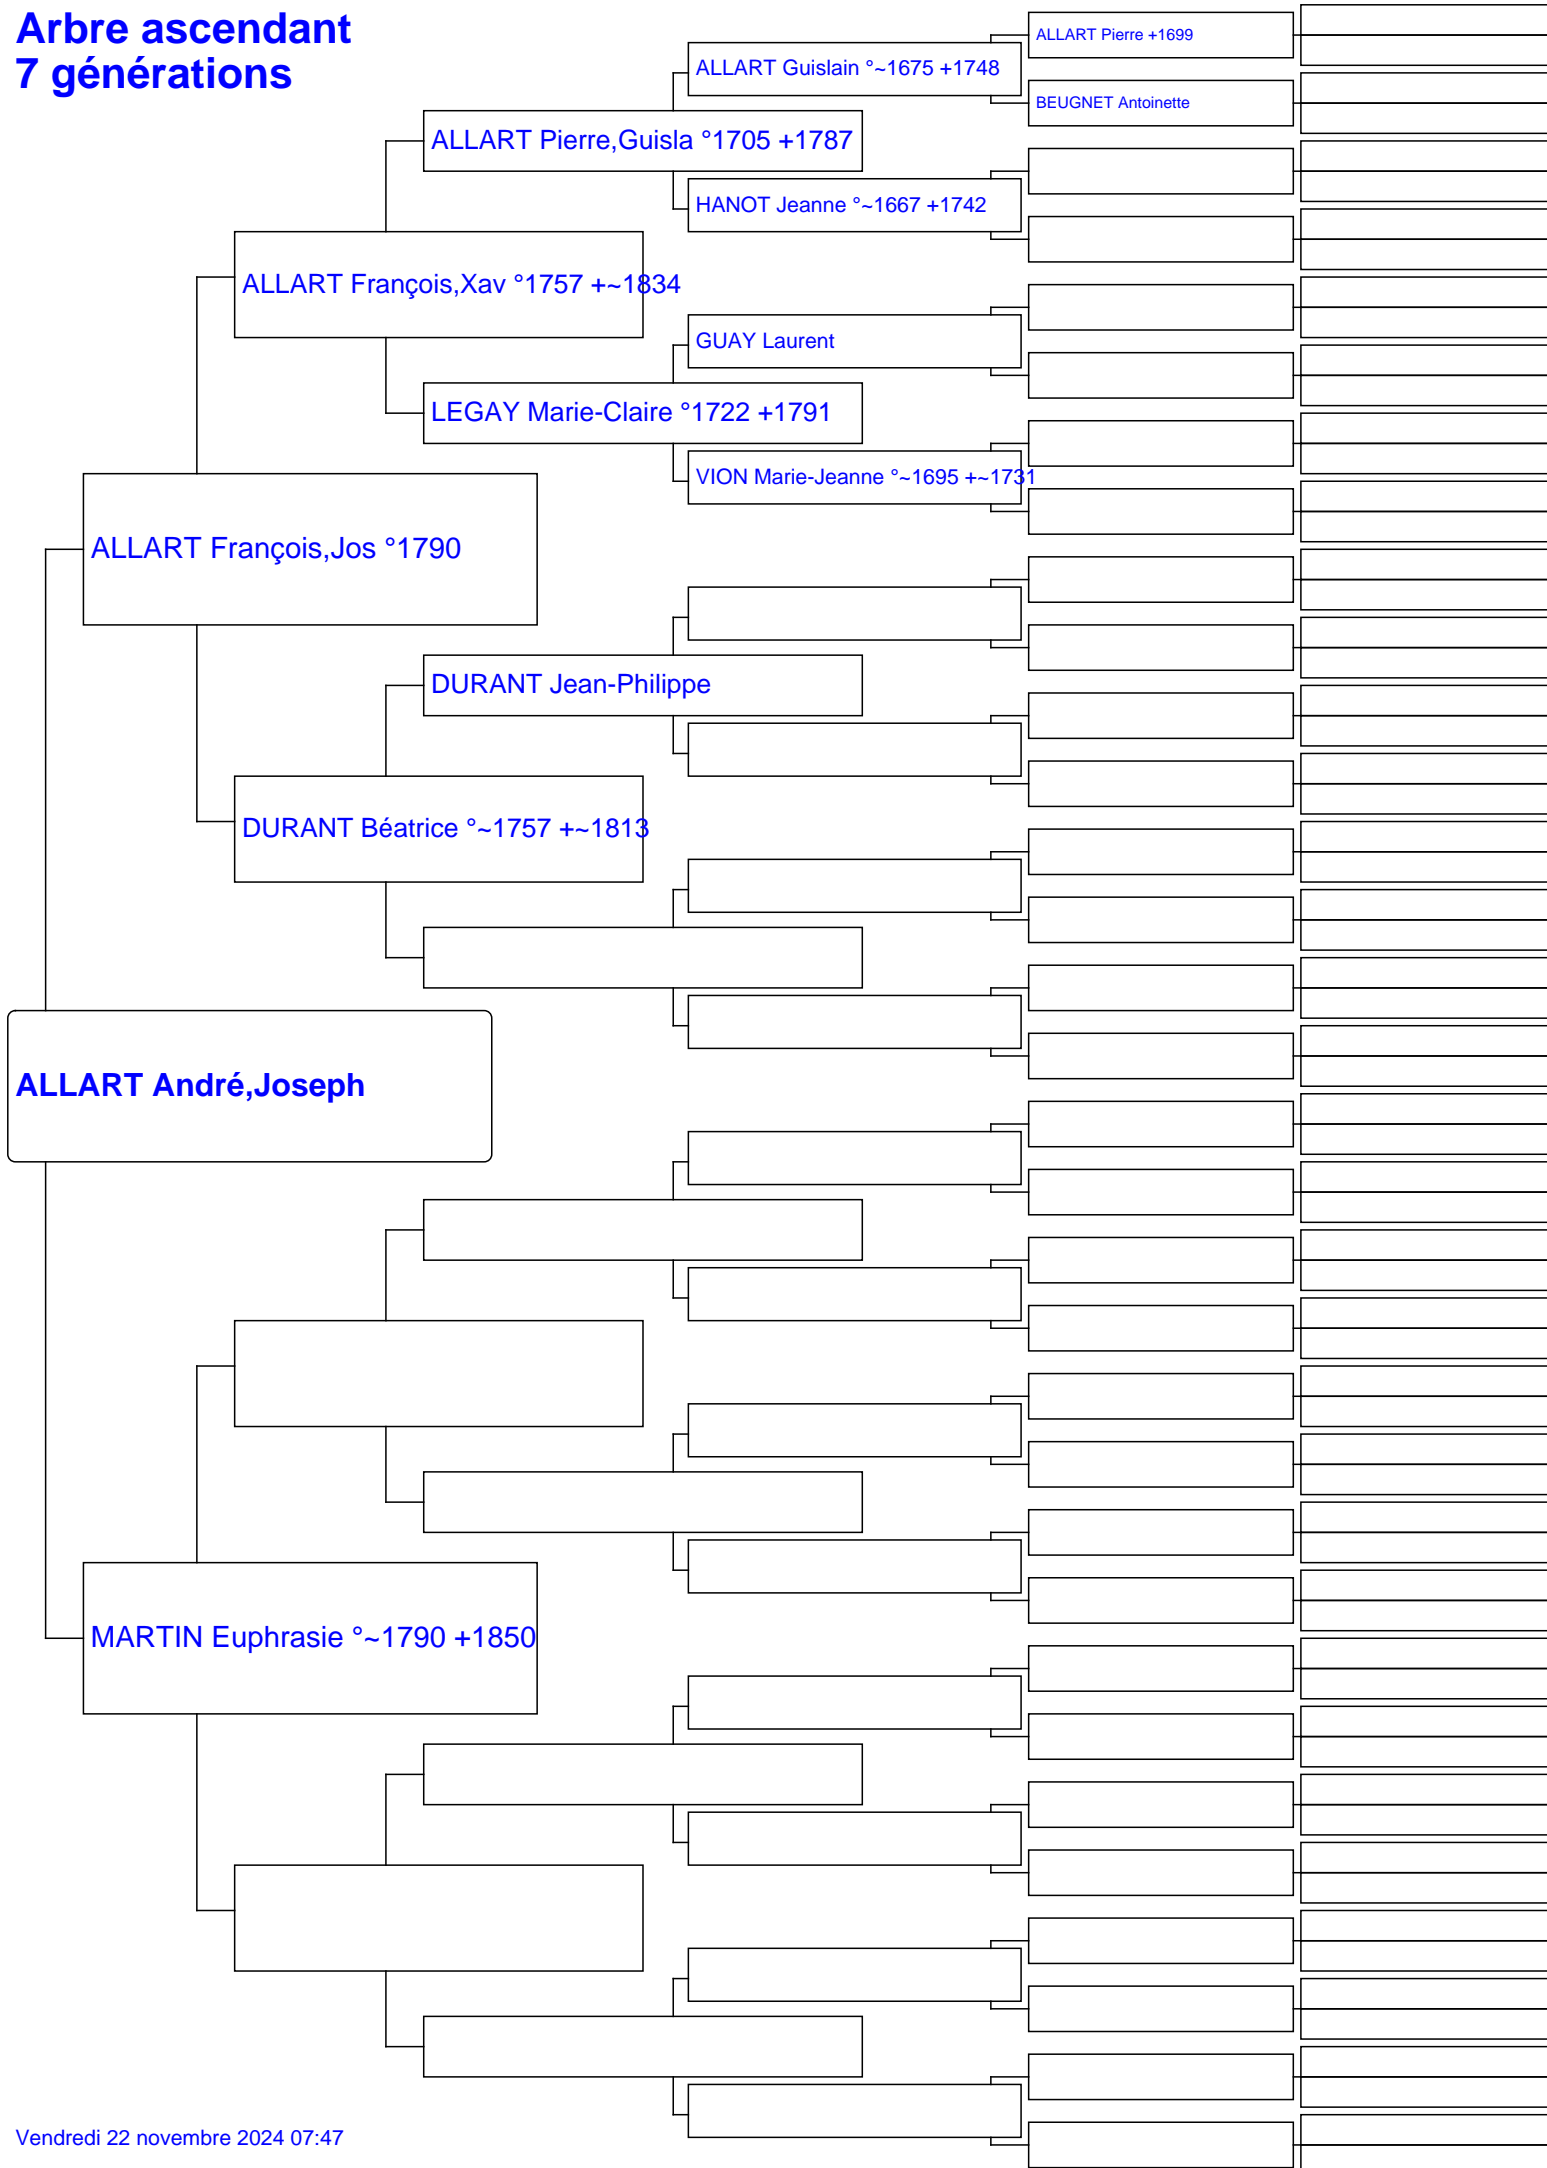 Arbre ascendant
7 générations
ALLART Pierre +1699
ALLART Guislain °~1675 +1748
BEUGNET Antoinette
ALLART Pierre,Guisla °1705 +1787
HANOT Jeanne °~1667 +1742
ALLART François,Xav °1757 +~1834
GUAY Laurent
LEGAY Marie-Claire °1722 +1791
VION Marie-Jeanne °~1695 +~1731
ALLART François,Jos °1790
DURANT Jean-Philippe
DURANT Béatrice °~1757 +~1813
ALLART André,Joseph
MARTIN Euphrasie °~1790 +1850
Vendredi 22 novembre 2024 07:47